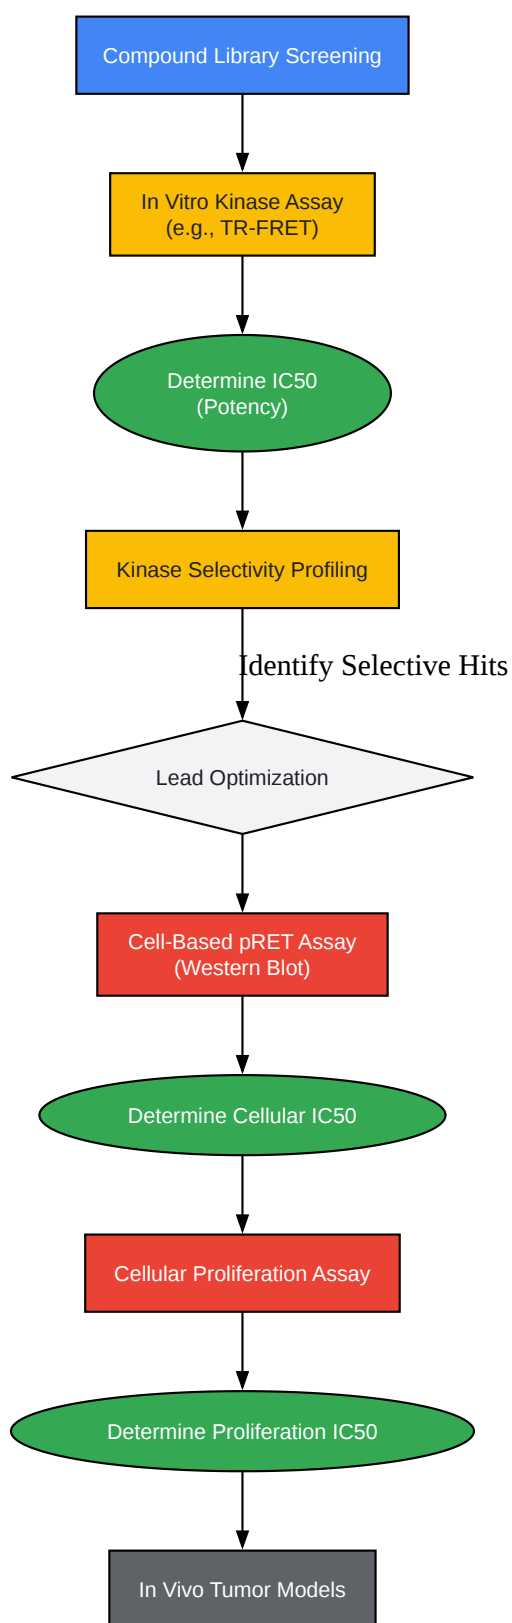 Compound Library Screening
In Vitro Kinase Assay
(e.g., TR-FRET)
Determine IC50
(Potency)
Kinase Selectivity Profiling
Identify Selective Hits
Lead Optimization
Cell-Based pRET Assay
(Western Blot)
Determine Cellular IC50
Cellular Proliferation Assay
Determine Proliferation IC50
In Vivo Tumor Models